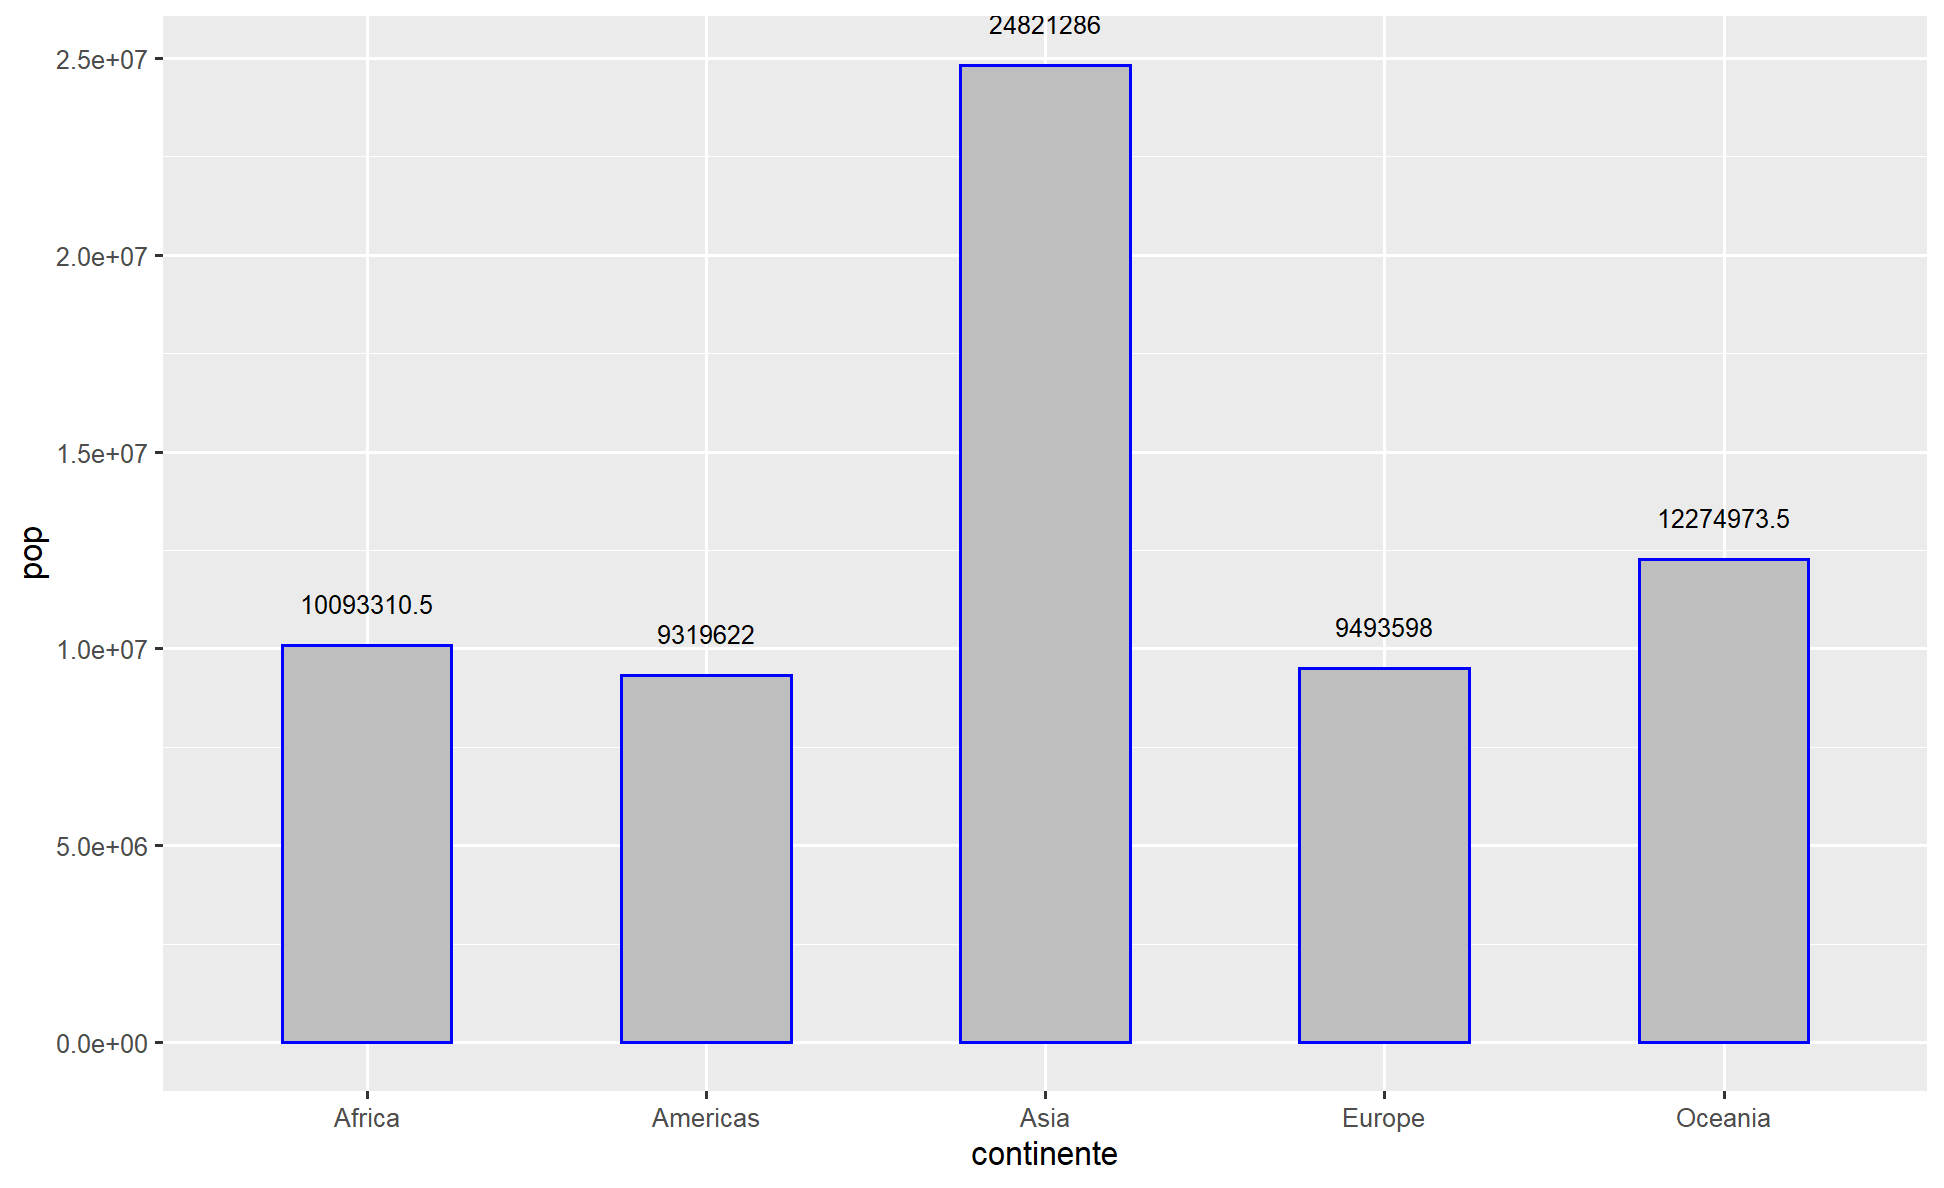 24821286
2.5e+07
2.0e+07
1.5e+07
12274973.5
10093310.5
9319622
9493598
1.0e+07
5.0e+06
0.0e+00
pop
Africa Americas Asia Europe Oceania
continente